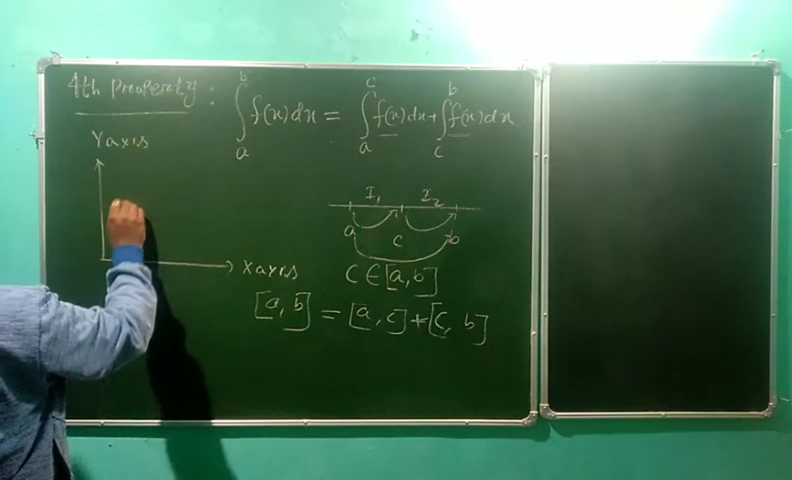 4th property : ∫_a^b f(x)dx = ∫_a^c f(x)dx + ∫_c^b f(x)dx
Y axis
I₁ I₂
a c b
X axis
C ∈ [a, b]
[a, b] = [a, c] + [c, b]